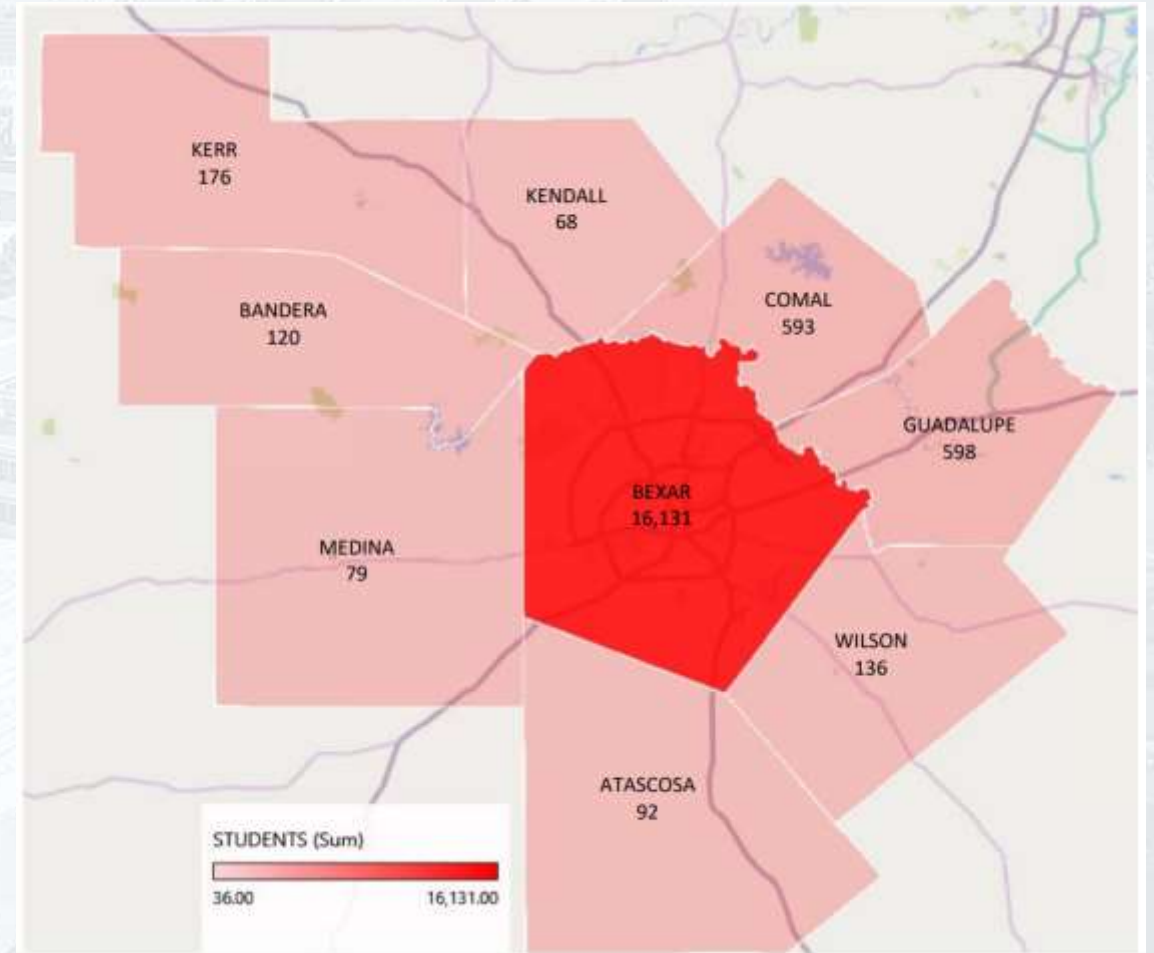 KERR
176
KENDALL
68
BANDERA
120
COMAL
593
GUADALUPE
598
BEXAR
16,131
MEDINA
79
WILSON
136
ATASCOSA
92
STUDENTS (Sum)
36.00 16,131.00